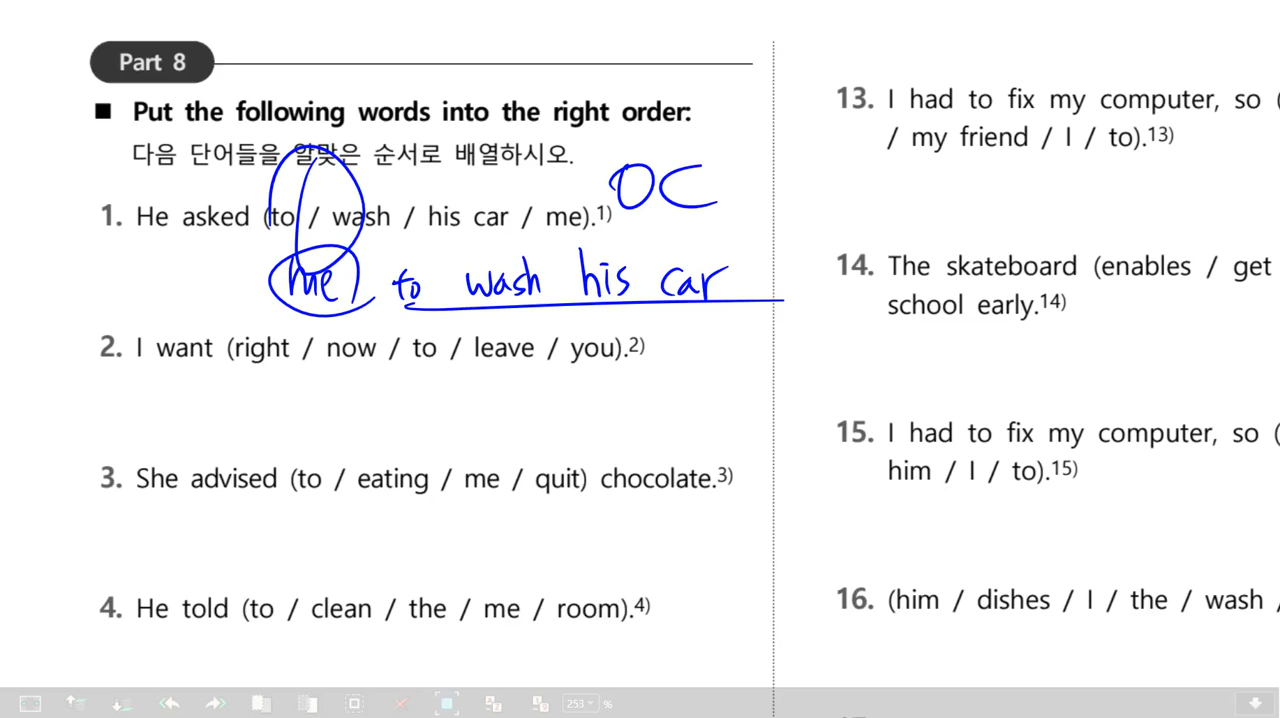 Part 8
■ Put the following words into the right order:
다음 단어들을 알맞은 순서로 배열하시오.
1. He asked (to / wash / his car / me).1)
OC
me to wash his car
2. I want (right / now / to / leave / you).2)
3. She advised (to / eating / me / quit) chocolate.3)
4. He told (to / clean / the / me / room).4)
13. I had to fix my computer, so (
/ my friend / I / to).13)
14. The skateboard (enables / get
school early.14)
15. I had to fix my computer, so (
him / I / to).15)
16. (him / dishes / I / the / wash /
253 %